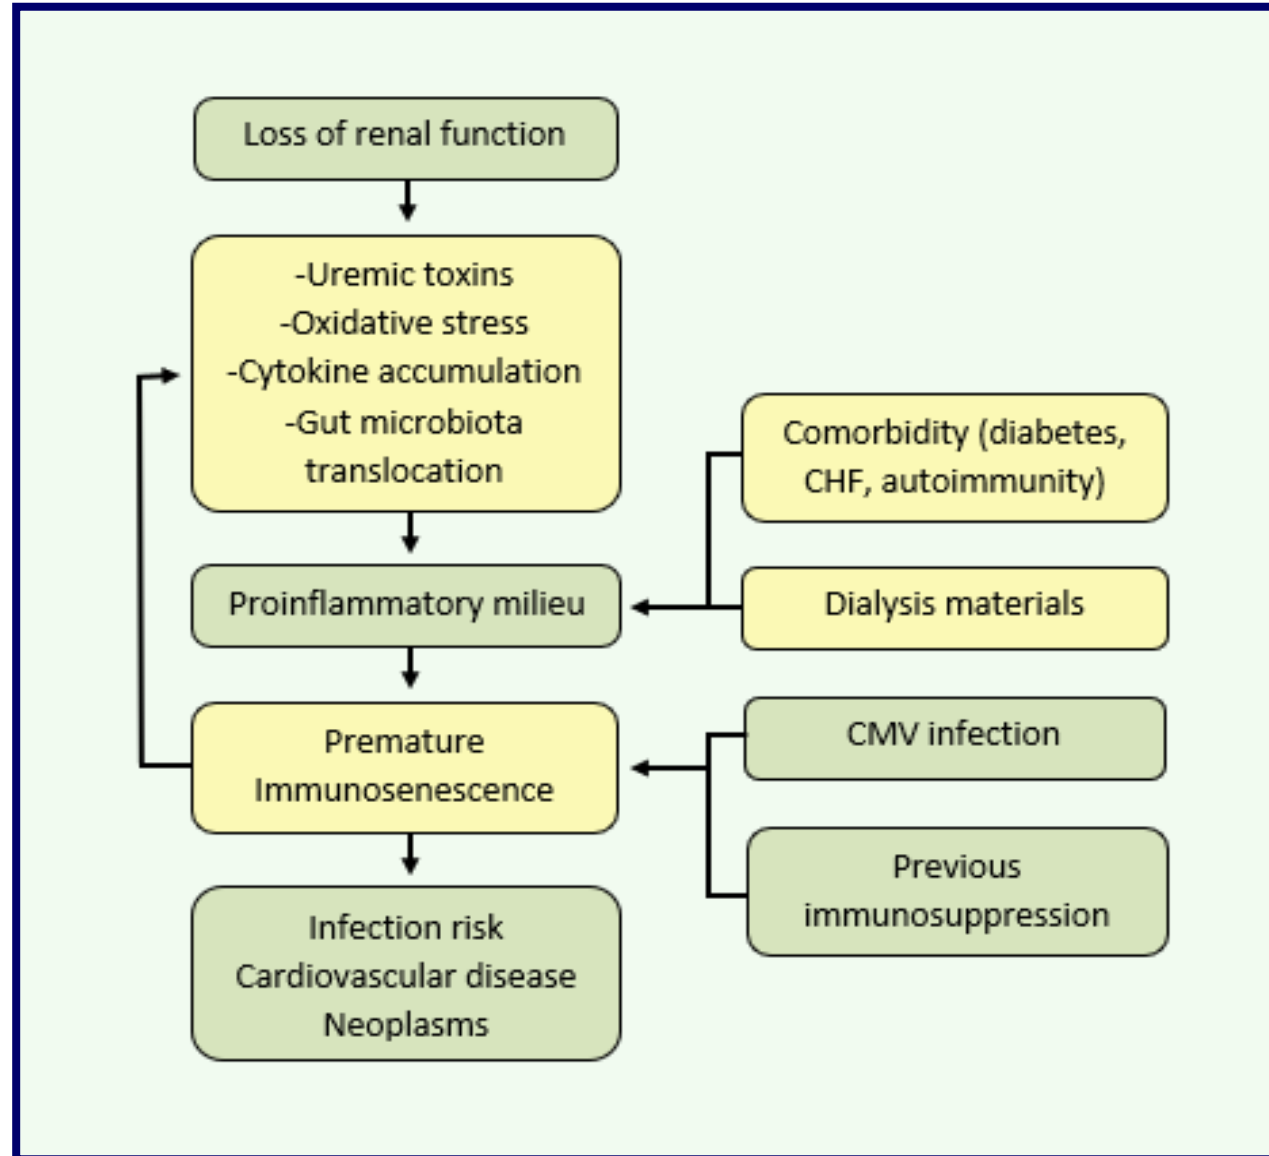 Loss of renal function
-Uremic toxins
-Oxidative stress
-Cytokine accumulation
-Gut microbiota
translocation
Comorbidity (diabetes,
CHF, autoimmunity)
Proinflammatory milieu
Dialysis materials
Premature
Immunosenescence
CMV infection
Previous
immunosuppression
Infection risk
Cardiovascular disease
Neoplasms